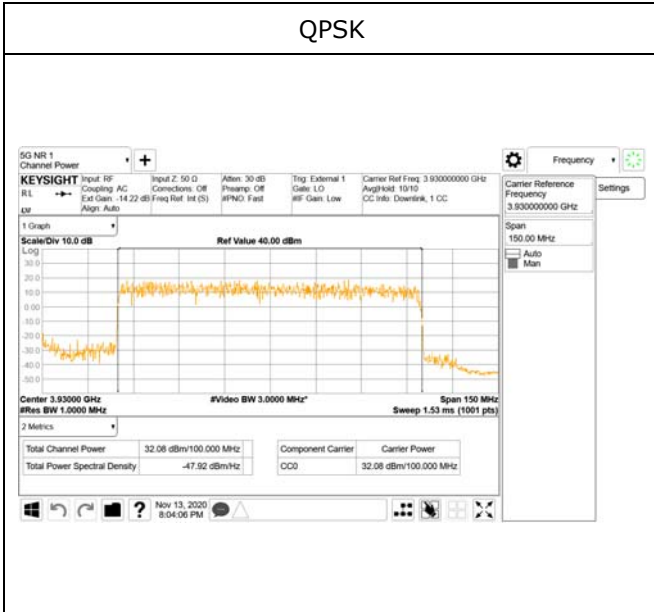 QPSK
5G NR 1
Channel Power
+
Frequency
KEYSIGHT
RL
Input: RF
Coupling: AC
Ext Gain: -14.22 dB
Align: Auto
Input Z: 50 Ω
Corrections: Off
Freq Ref: Int (S)
Atten: 30 dB
Preamp: Off
#PNO: Fast
Trig: External 1
Gate: LO
#IF Gain: Low
Carrier Ref Freq: 3.930000000 GHz
Avg|Hold: 10/10
CC Info: Downlink, 1 CC
Carrier Reference
Frequency
3.930000000 GHz
Settings
Span
150.00 MHz
Auto
Man
1 Graph
Scale/Div 10.0 dB
Ref Value 40.00 dBm
Log
30.0
20.0
10.0
0.00
-10.0
-20.0
-30.0
-40.0
-50.0
Center 3.93000 GHz
#Video BW 3.0000 MHz*
Span 150 MHz
#Res BW 1.0000 MHz
Sweep 1.53 ms (1001 pts)
2 Metrics
Total Channel Power 32.08 dBm/100.000 MHz
Total Power Spectral Density -47.92 dBm/Hz
Component Carrier Carrier Power
CC0 32.08 dBm/100.000 MHz
?
Nov 13, 2020
8:04:06 PM